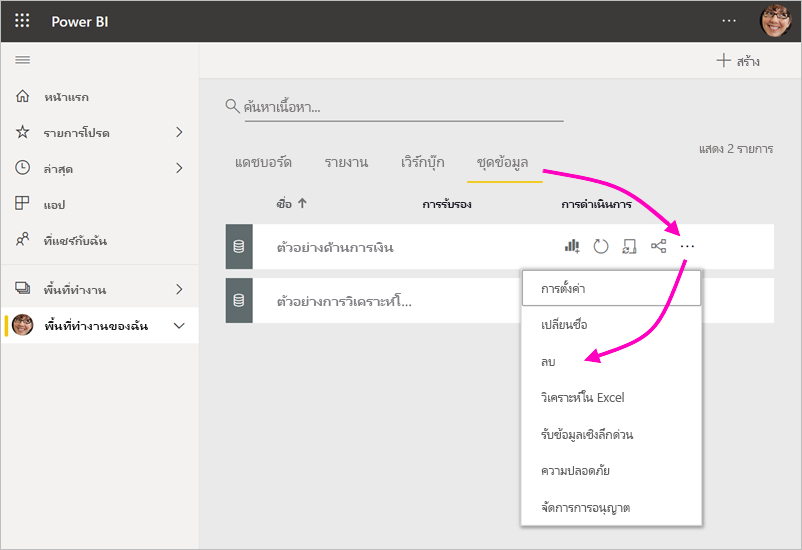 Power BI
สร้าง
หน้าแรก
รายการโปรด
ล่าสุด
แอป
ที่แชร์กับฉัน
พื้นที่ทำงาน
พื้นที่ทำงานของฉัน
ค้นหาเนื้อหา...
แสดง 2 รายการ
แดชบอร์ด รายงาน เวิร์กบุ๊ก ชุดข้อมูล
ชื่อ การรับรอง การดำเนินการ
ตัวอย่างด้านการเงิน
ตัวอย่างการวิเคราะห์โ...
การตั้งค่า
เปลี่ยนชื่อ
ลบ
วิเคราะห์ใน Excel
รับข้อมูลเชิงลึกด่วน
ความปลอดภัย
จัดการการอนุญาต